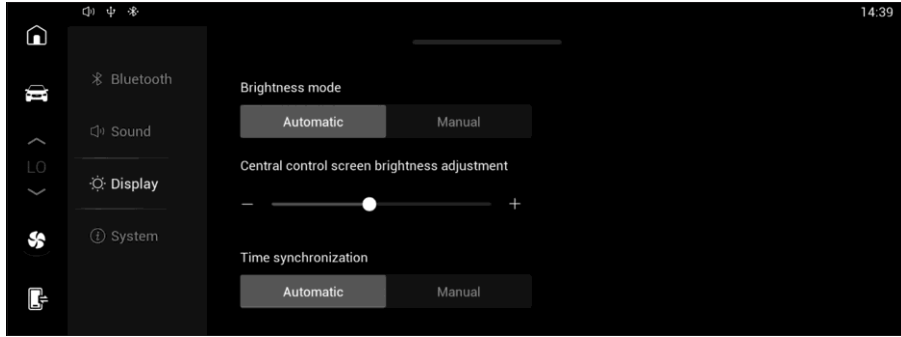 14:39
Bluetooth
Sound
LO
Display
System
Brightness mode
Automatic Manual
Central control screen brightness adjustment
− +
Time synchronization
Automatic Manual